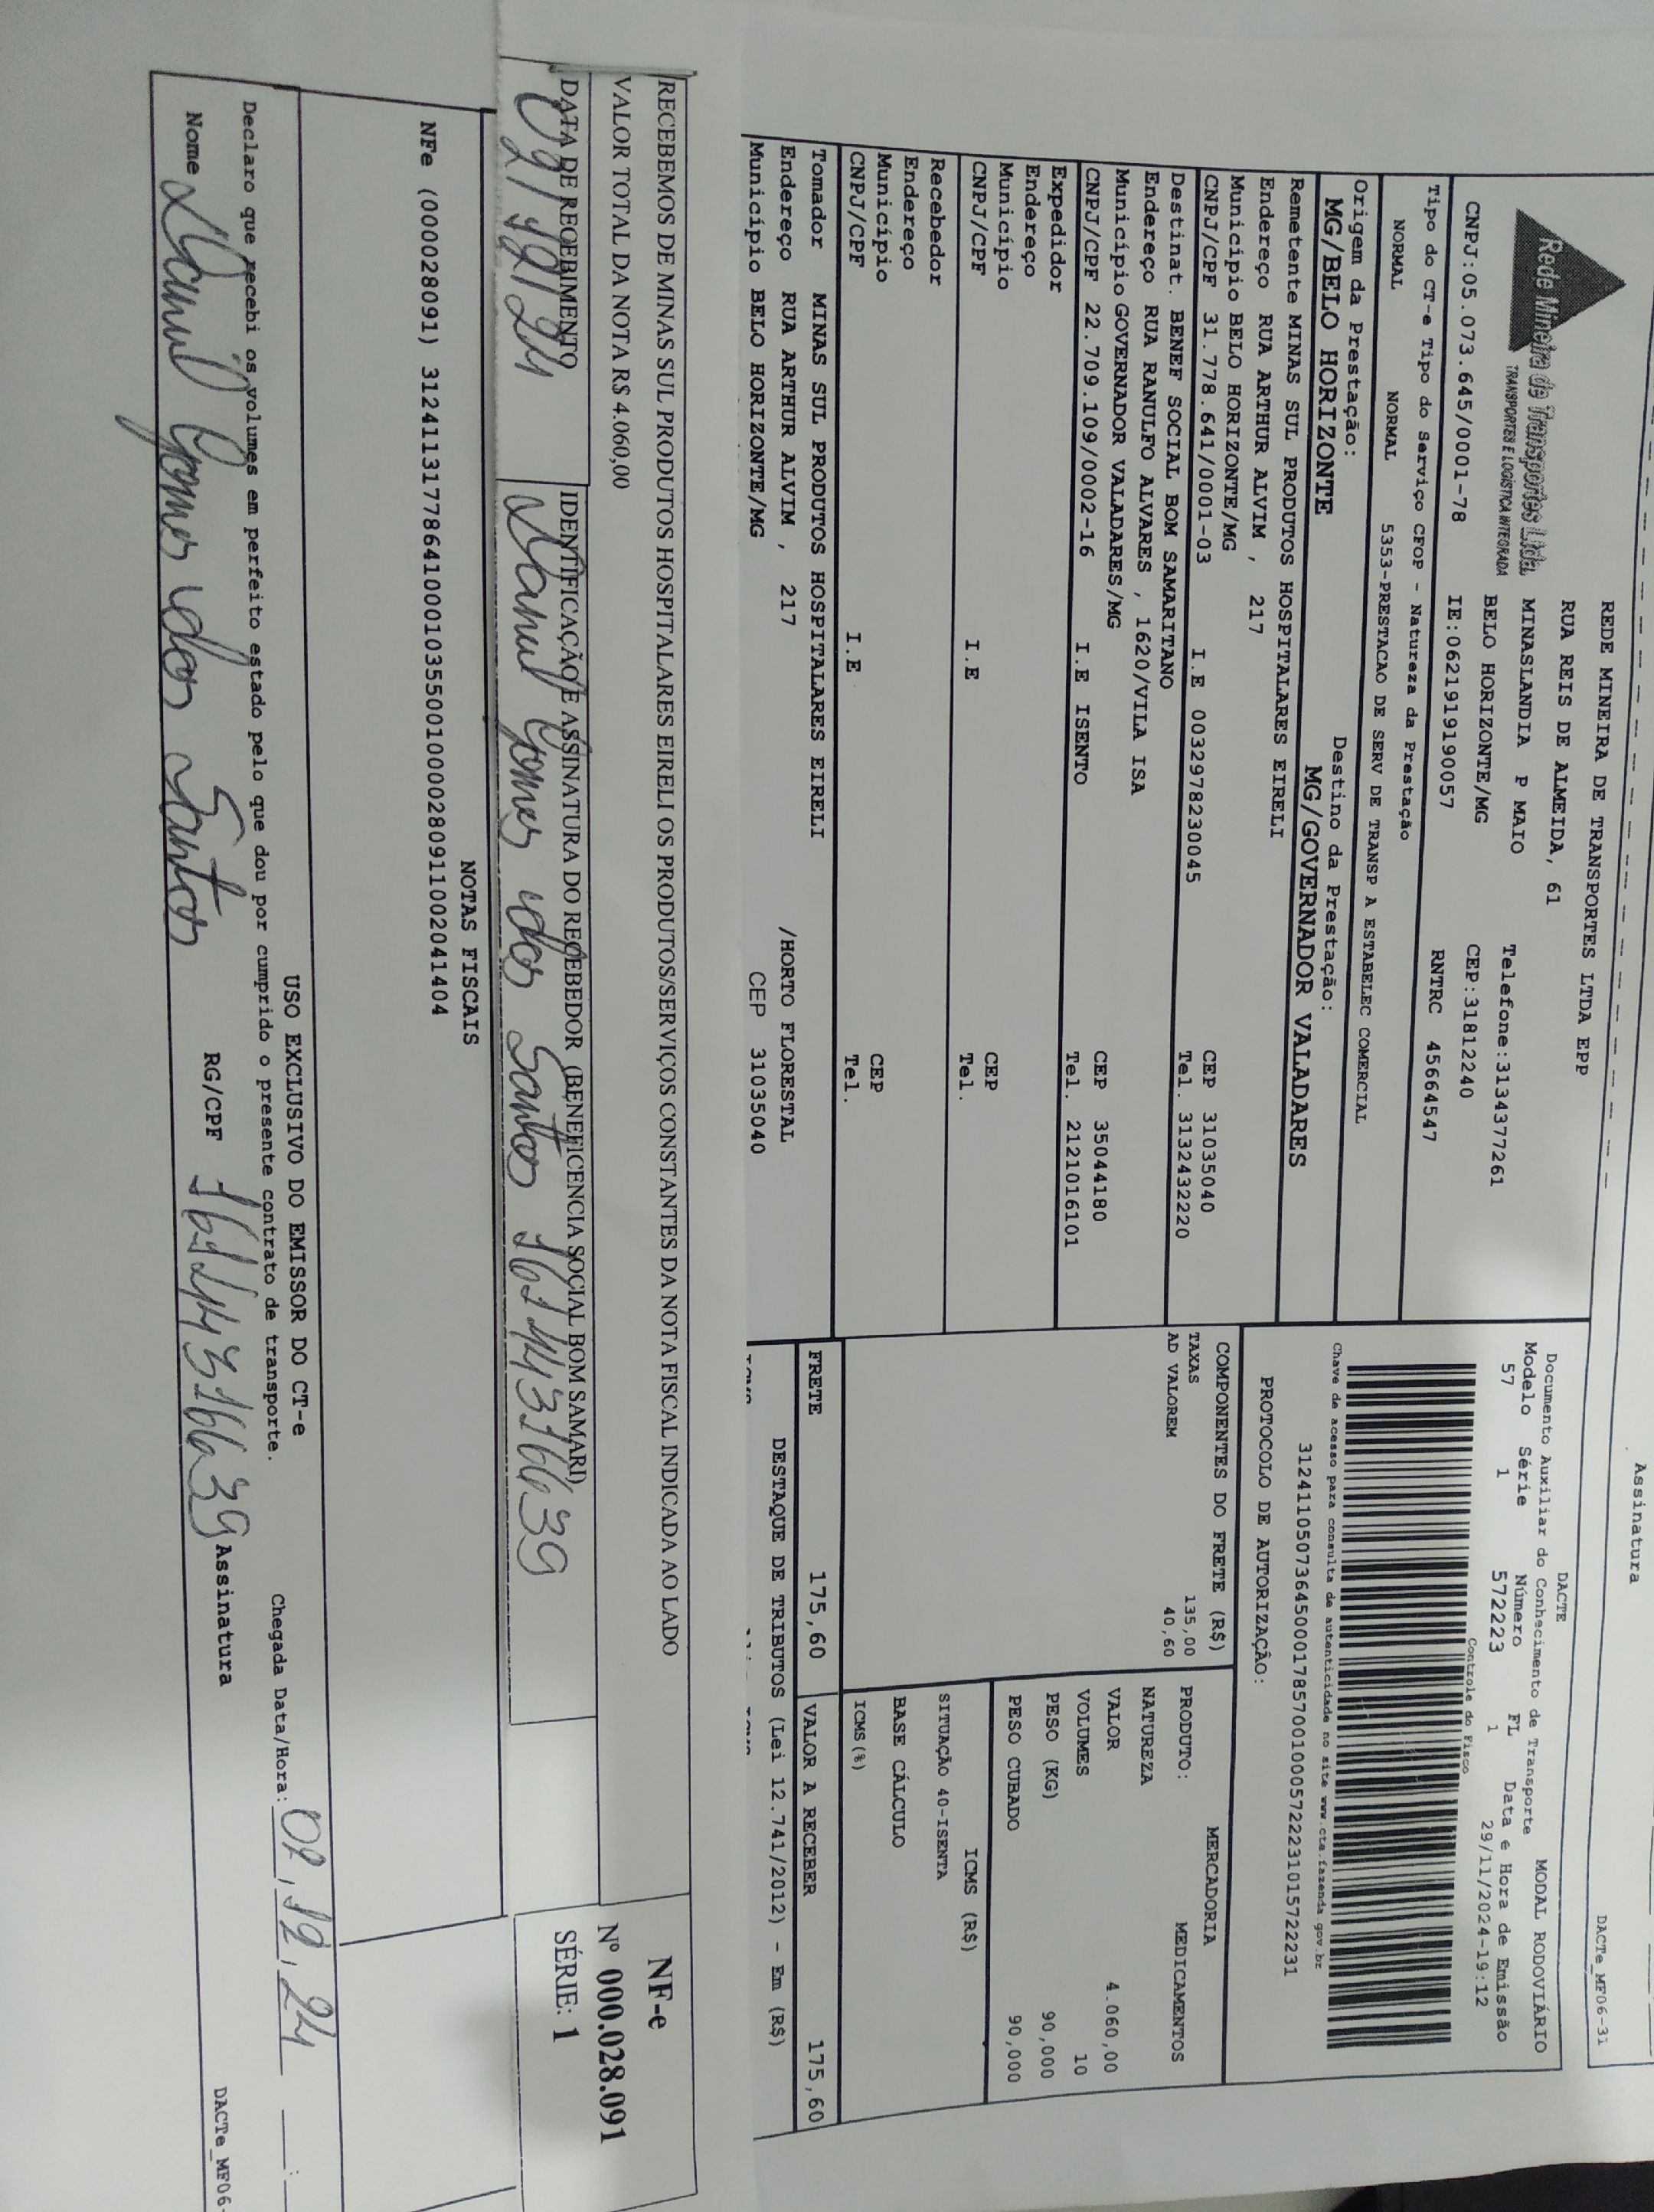 Assinatura
DACTe_MF06-31
Rede Mineira de Transportes Ltda.
TRANSPORTES E LOGÍSTICA INTEGRADA
REDE MINEIRA DE TRANSPORTES LTDA EPP
RUA REIS DE ALMEIDA, 61
MINASLANDIA P MAIO
BELO HORIZONTE/MG
Telefone:3134377261
CEP:31812240
CNPJ:05.073.645/0001-78 IE:0621919190057 RNTRC 45664547
DACTE
Documento Auxiliar do Conhecimento de Transporte
MODAL RODOVIÁRIO
Modelo Série Número FL Data e Hora de Emissão
57 1 572223 1 29/11/2024-19:12
Controle do Fisco
Tipo do CT-e Tipo do Serviço CFOP - Natureza da Prestação
NORMAL NORMAL 5353-PRESTACAO DE SERV DE TRANSP A ESTABELEC COMERCIAL
Chave de acesso para consulta de autenticidade no site www.cte.fazenda.gov.br
31241105073645000178570010005722231015722231
PROTOCOLO DE AUTORIZAÇÃO:
Origem da Prestação: Destino da Prestação:
MG/BELO HORIZONTE MG/GOVERNADOR VALADARES
Remetente MINAS SUL PRODUTOS HOSPITALARES EIRELI
Endereço RUA ARTHUR ALVIM , 217
Município BELO HORIZONTE/MG CEP 31035040
CNPJ/CPF 31.778.641/0001-03 I.E 0032978230045 Tel. 3132432220
Destinat. BENEF SOCIAL BOM SAMARITANO
Endereço RUA RANULFO ALVARES , 1620/VILA ISA
Município GOVERNADOR VALADARES/MG CEP 35044180
CNPJ/CPF 22.709.109/0002-16 I.E ISENTO Tel. 2121016101
Expedidor
Endereço
Município CEP
CNPJ/CPF I.E Tel.
Recebedor
Endereço
Município CEP
CNPJ/CPF I.E Tel.
Tomador MINAS SUL PRODUTOS HOSPITALARES EIRELI
Endereço RUA ARTHUR ALVIM , 217 /HORTO FLORESTAL
Município BELO HORIZONTE/MG CEP 31035040
COMPONENTES DO FRETE (R$)
TAXAS 135,00
AD VALOREM 40,60
MERCADORIA
PRODUTO: MEDICAMENTOS
NATUREZA
VALOR 4.060,00
VOLUMES 10
PESO (KG) 90,000
PESO CUBADO 90,000
ICMS (R$)
SITUAÇÃO 40-ISENTA
BASE CÁLCULO
ICMS(%)
FRETE 175,60 VALOR A RECEBER 175,60
DESTAQUE DE TRIBUTOS (Lei 12.741/2012) - Em (R$)
RECEBEMOS DE MINAS SUL PRODUTOS HOSPITALARES EIRELI OS PRODUTOS/SERVIÇOS CONSTANTES DA NOTA FISCAL INDICADA AO LADO
VALOR TOTAL DA NOTA R$ 4.060,00
NF-e
Nº 000.028.091
SÉRIE: 1
DATA DE RECEBIMENTO IDENTIFICAÇÃO E ASSINATURA DO RECEBEDOR (BENEFICENCIA SOCIAL BOM SAMARI)
02/12/24 Daniel Gomes dos Santos 16114316639
NOTAS FISCAIS
NFe (000028091) 31241131778641000103550010000280911002041404
USO EXCLUSIVO DO EMISSOR DO CT-e
Declaro que recebi os volumes em perfeito estado pelo que dou por cumprido o presente contrato de transporte.
Chegada Data/Hora: 02,12,24 :
Nome Daniel Gomes dos Santos RG/CPF 16114316639 Assinatura
DACTe_MF06-